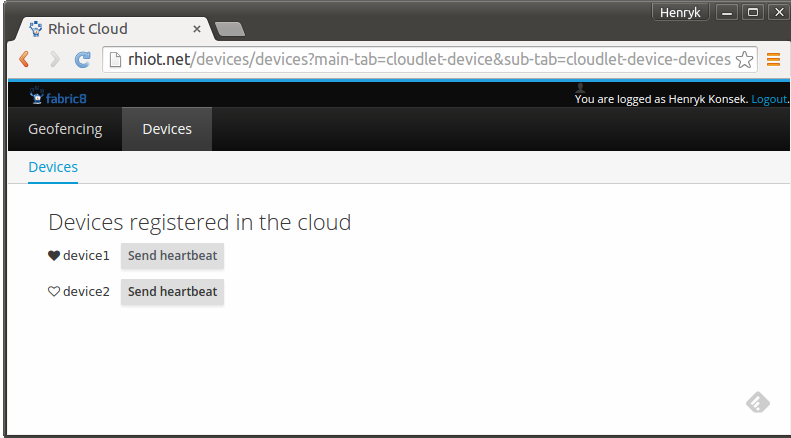 Henryk
Rhiot Cloud
rhiot.net/devices/devices?main-tab=cloudlet-device&sub-tab=cloudlet-device-devices
fabric8
You are logged as Henryk Konsek. Logout.
Geofencing Devices
Devices
Devices registered in the cloud
device1 Send heartbeat
device2 Send heartbeat